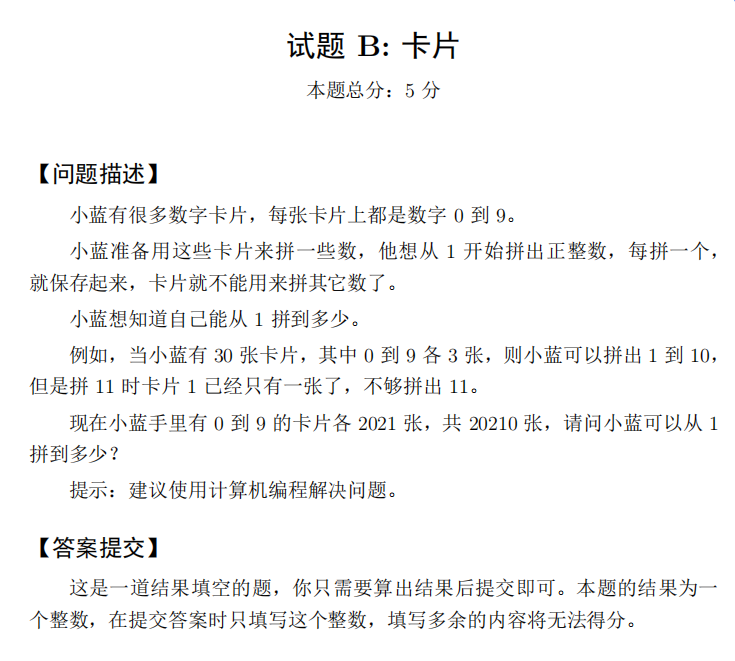 试题 B: 卡片
本题总分：5 分
【问题描述】
小蓝有很多数字卡片，每张卡片上都是数字 0 到 9。
小蓝准备用这些卡片来拼一些数，他想从 1 开始拼出正整数，每拼一个，
就保存起来，卡片就不能用来拼其它数了。
小蓝想知道自己能从 1 拼到多少。
例如，当小蓝有 30 张卡片，其中 0 到 9 各 3 张，则小蓝可以拼出 1 到 10，
但是拼 11 时卡片 1 已经只有一张了，不够拼出 11。
现在小蓝手里有 0 到 9 的卡片各 2021 张，共 20210 张，请问小蓝可以从 1
拼到多少？
提示：建议使用计算机编程解决问题。
【答案提交】
这是一道结果填空的题，你只需要算出结果后提交即可。本题的结果为一
个整数，在提交答案时只填写这个整数，填写多余的内容将无法得分。